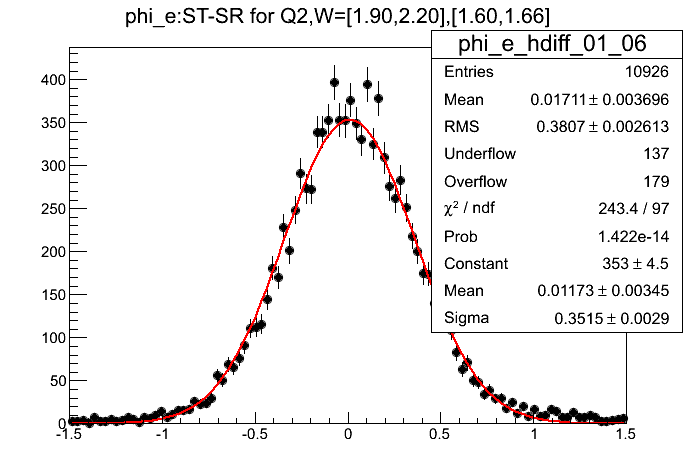 phi_e:ST-SR for Q2,W=[1.90,2.20],[1.60,1.66]
phi_e_hdiff_01_06
Entries 10926
Mean 0.01711 ± 0.003696
RMS 0.3807 ± 0.002613
Underflow 137
Overflow 179
χ² / ndf 243.4 / 97
Prob 1.422e-14
Constant 353 ± 4.5
Mean 0.01173 ± 0.00345
Sigma 0.3515 ± 0.0029
400
350
300
250
200
150
100
50
0
-1.5 -1 -0.5 0 0.5 1 1.5